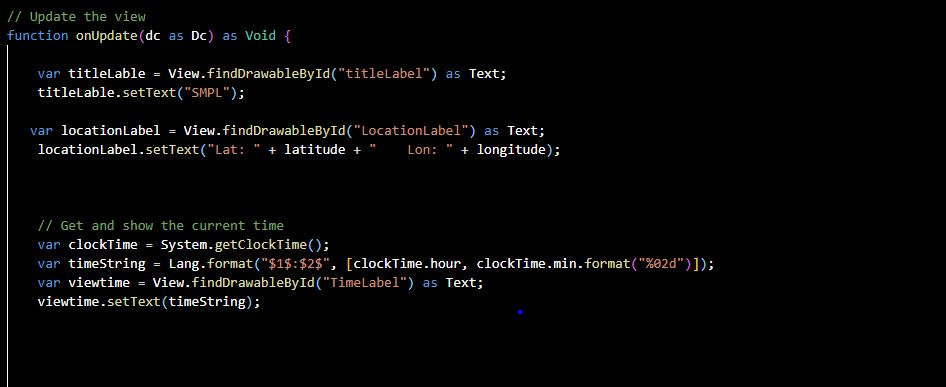 // Update the view
function onUpdate(dc as Dc) as Void {
var titleLable = View.findDrawableById("titleLabel") as Text;
titleLable.setText("SMPL");
var locationLabel = View.findDrawableById("LocationLabel") as Text;
locationLabel.setText("Lat: " + latitude + "    Lon: " + longitude);
// Get and show the current time
var clockTime = System.getClockTime();
var timeString = Lang.format("$1$:$2$", [clockTime.hour, clockTime.min.format("%02d")]);
var viewtime = View.findDrawableById("TimeLabel") as Text;
viewtime.setText(timeString);